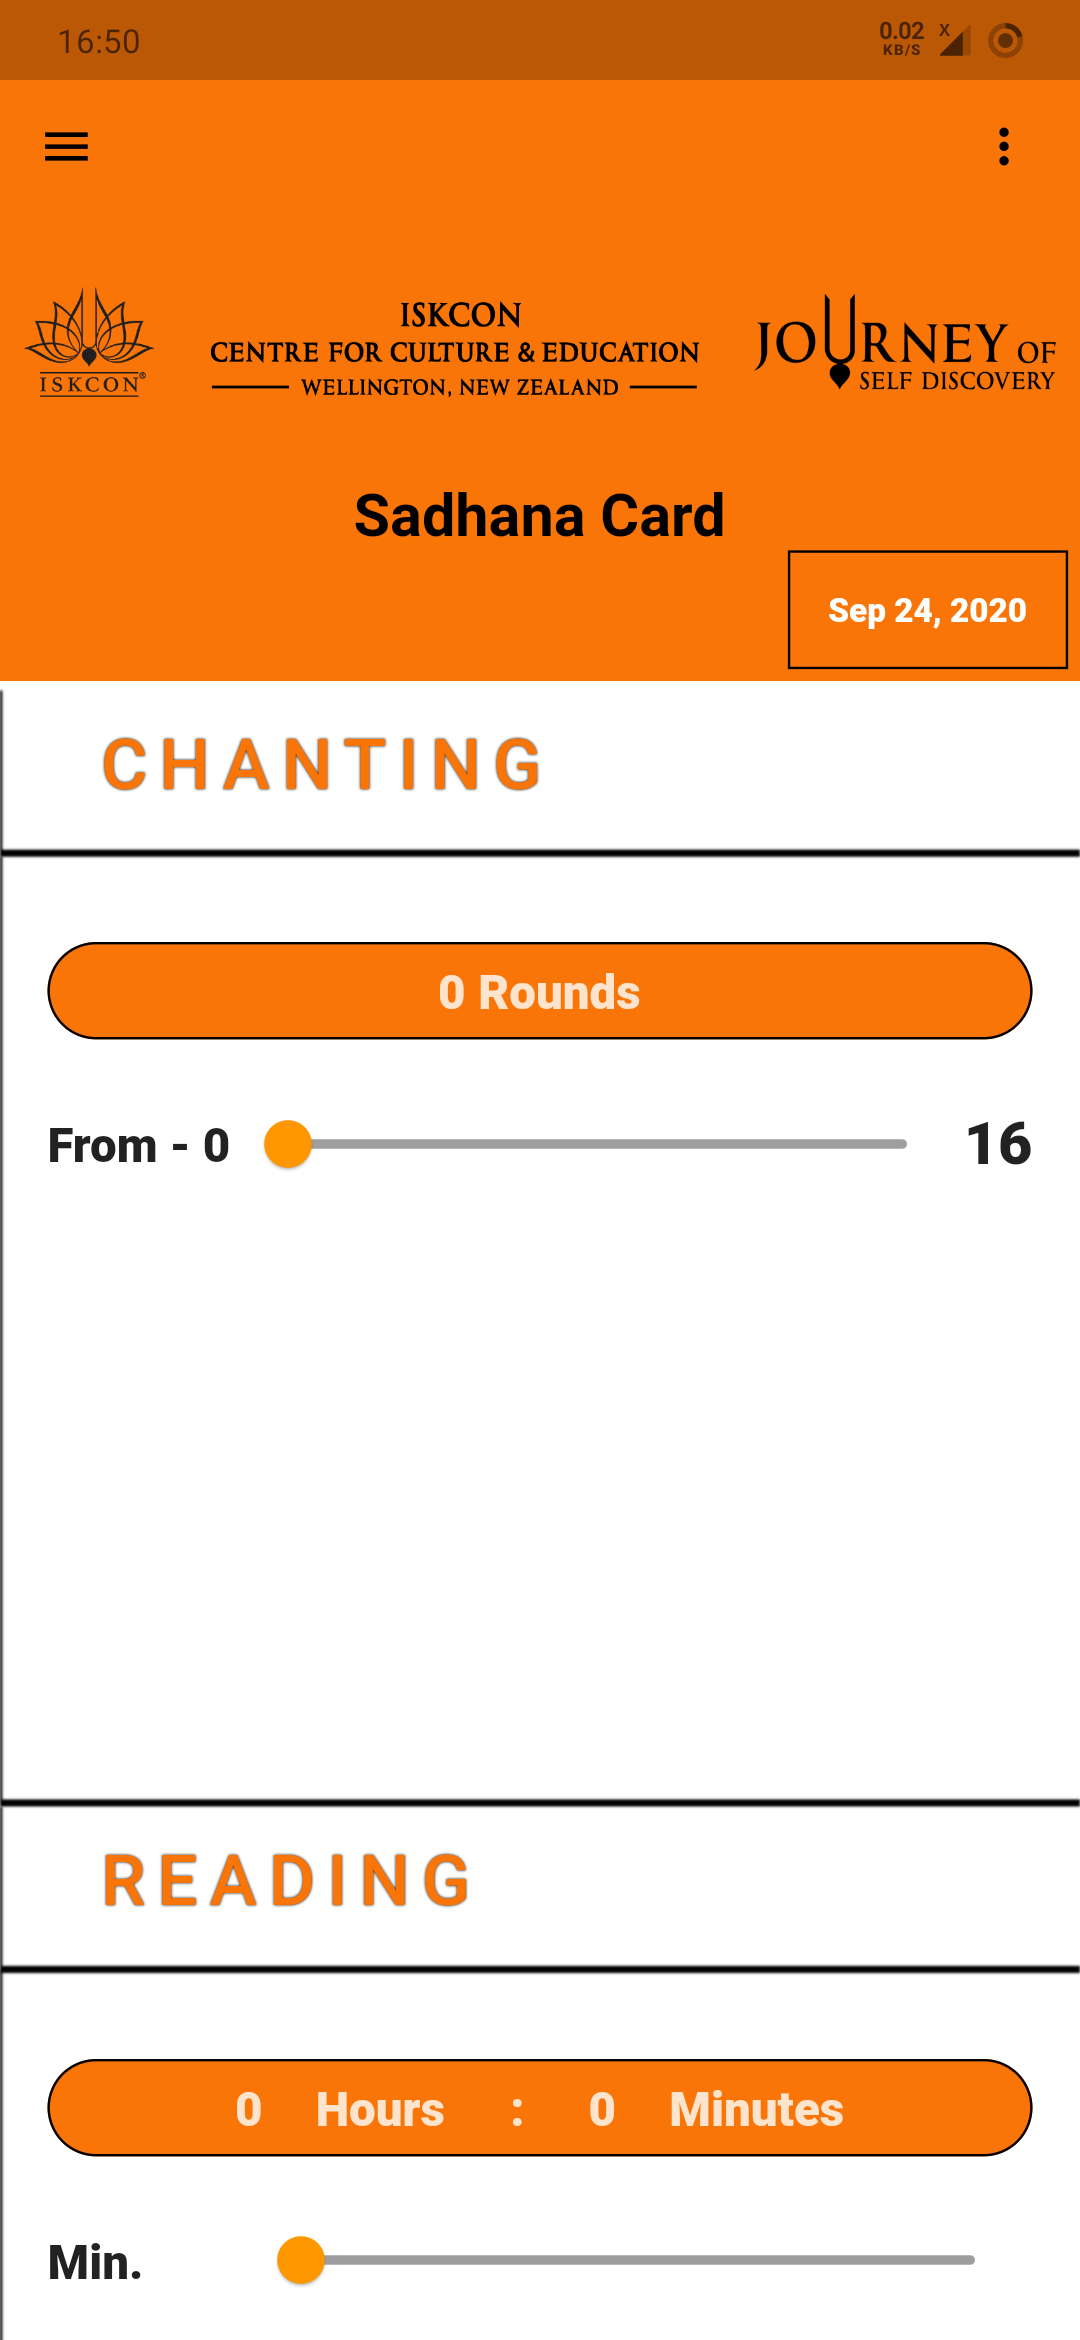 16:50
0.02
KB/S
X
ISKCON®
ISKCON
CENTRE FOR CULTURE & EDUCATION
WELLINGTON, NEW ZEALAND
JOURNEY OF
SELF DISCOVERY
Sadhana Card
Sep 24, 2020
CHANTING
0 Rounds
From - 0
16
READING
0 Hours : 0 Minutes
Min.